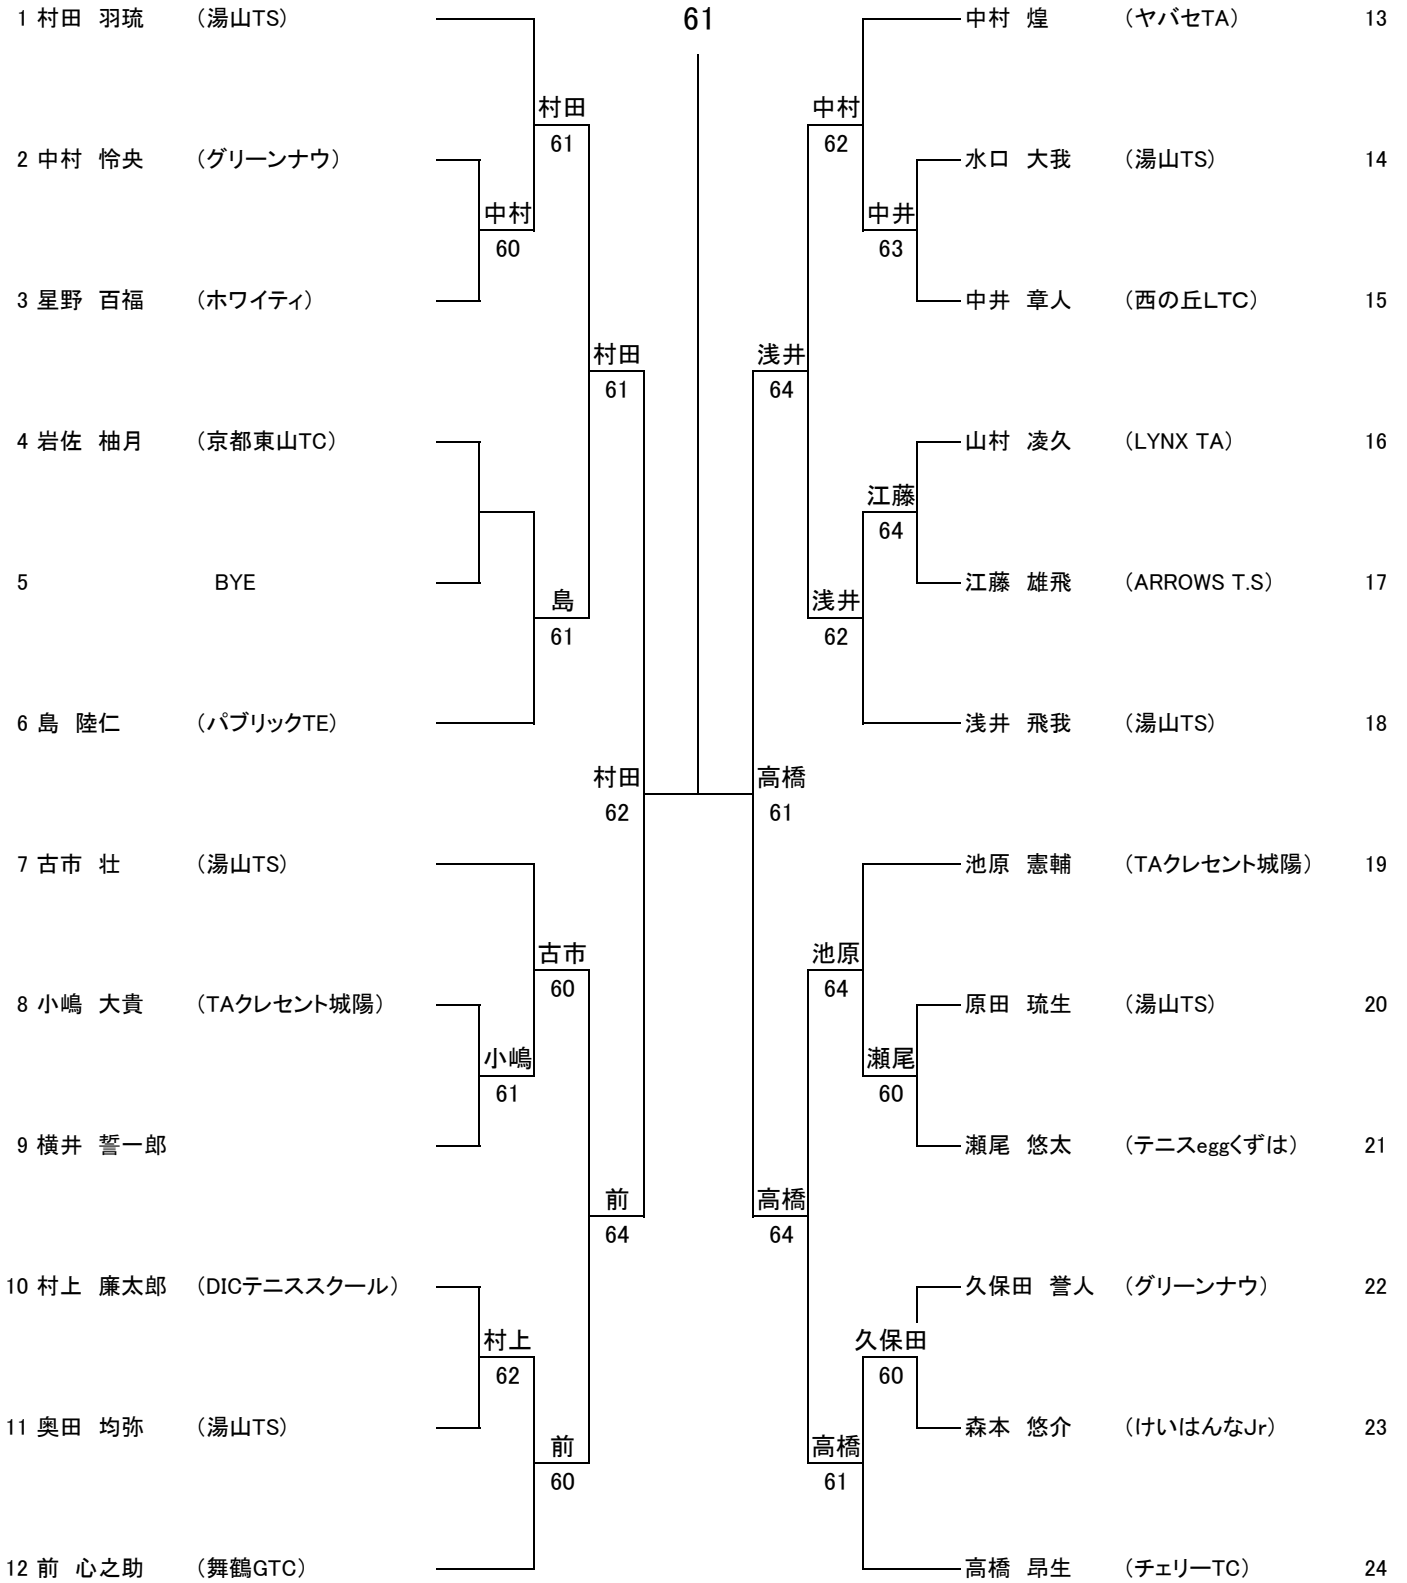 1 村田　羽琉 （湯山TS） 61 中村　煌 （ヤバセTA） 13
村田 中村
61 62
2 中村　怜央 （グリーンナウ） 水口　大我 （湯山TS） 14
中村 中井
60 63
3 星野　百福 （ホワイティ） 中井　章人 （西の丘LTC） 15
村田 浅井
61 64
4 岩佐　柚月 （京都東山TC） 山村　凌久 （LYNX TA） 16
江藤
64
5 BYE 江藤　雄飛 （ARROWS T.S） 17
島 浅井
61 62
6 島　陸仁 （パブリックTE） 浅井　飛我 （湯山TS） 18
村田 高橋
62 61
7 古市　壮 （湯山TS） 池原　憲輔 （TAクレセント城陽） 19
古市 池原
60 64
8 小嶋　大貴 （TAクレセント城陽） 原田　琉生 （湯山TS） 20
小嶋 瀬尾
61 60
9 横井　誓一郎 瀬尾　悠太 （テニスeggくずは） 21
前 高橋
64 64
10 村上　廉太郎 （DICテニススクール） 久保田　誉人 （グリーンナウ） 22
村上 久保田
62 60
11 奥田　均弥 （湯山TS） 森本　悠介 （けいはんなJr） 23
前 高橋
60 61
12 前　心之助 （舞鶴GTC） 高橋　昂生 （チェリーTC） 24